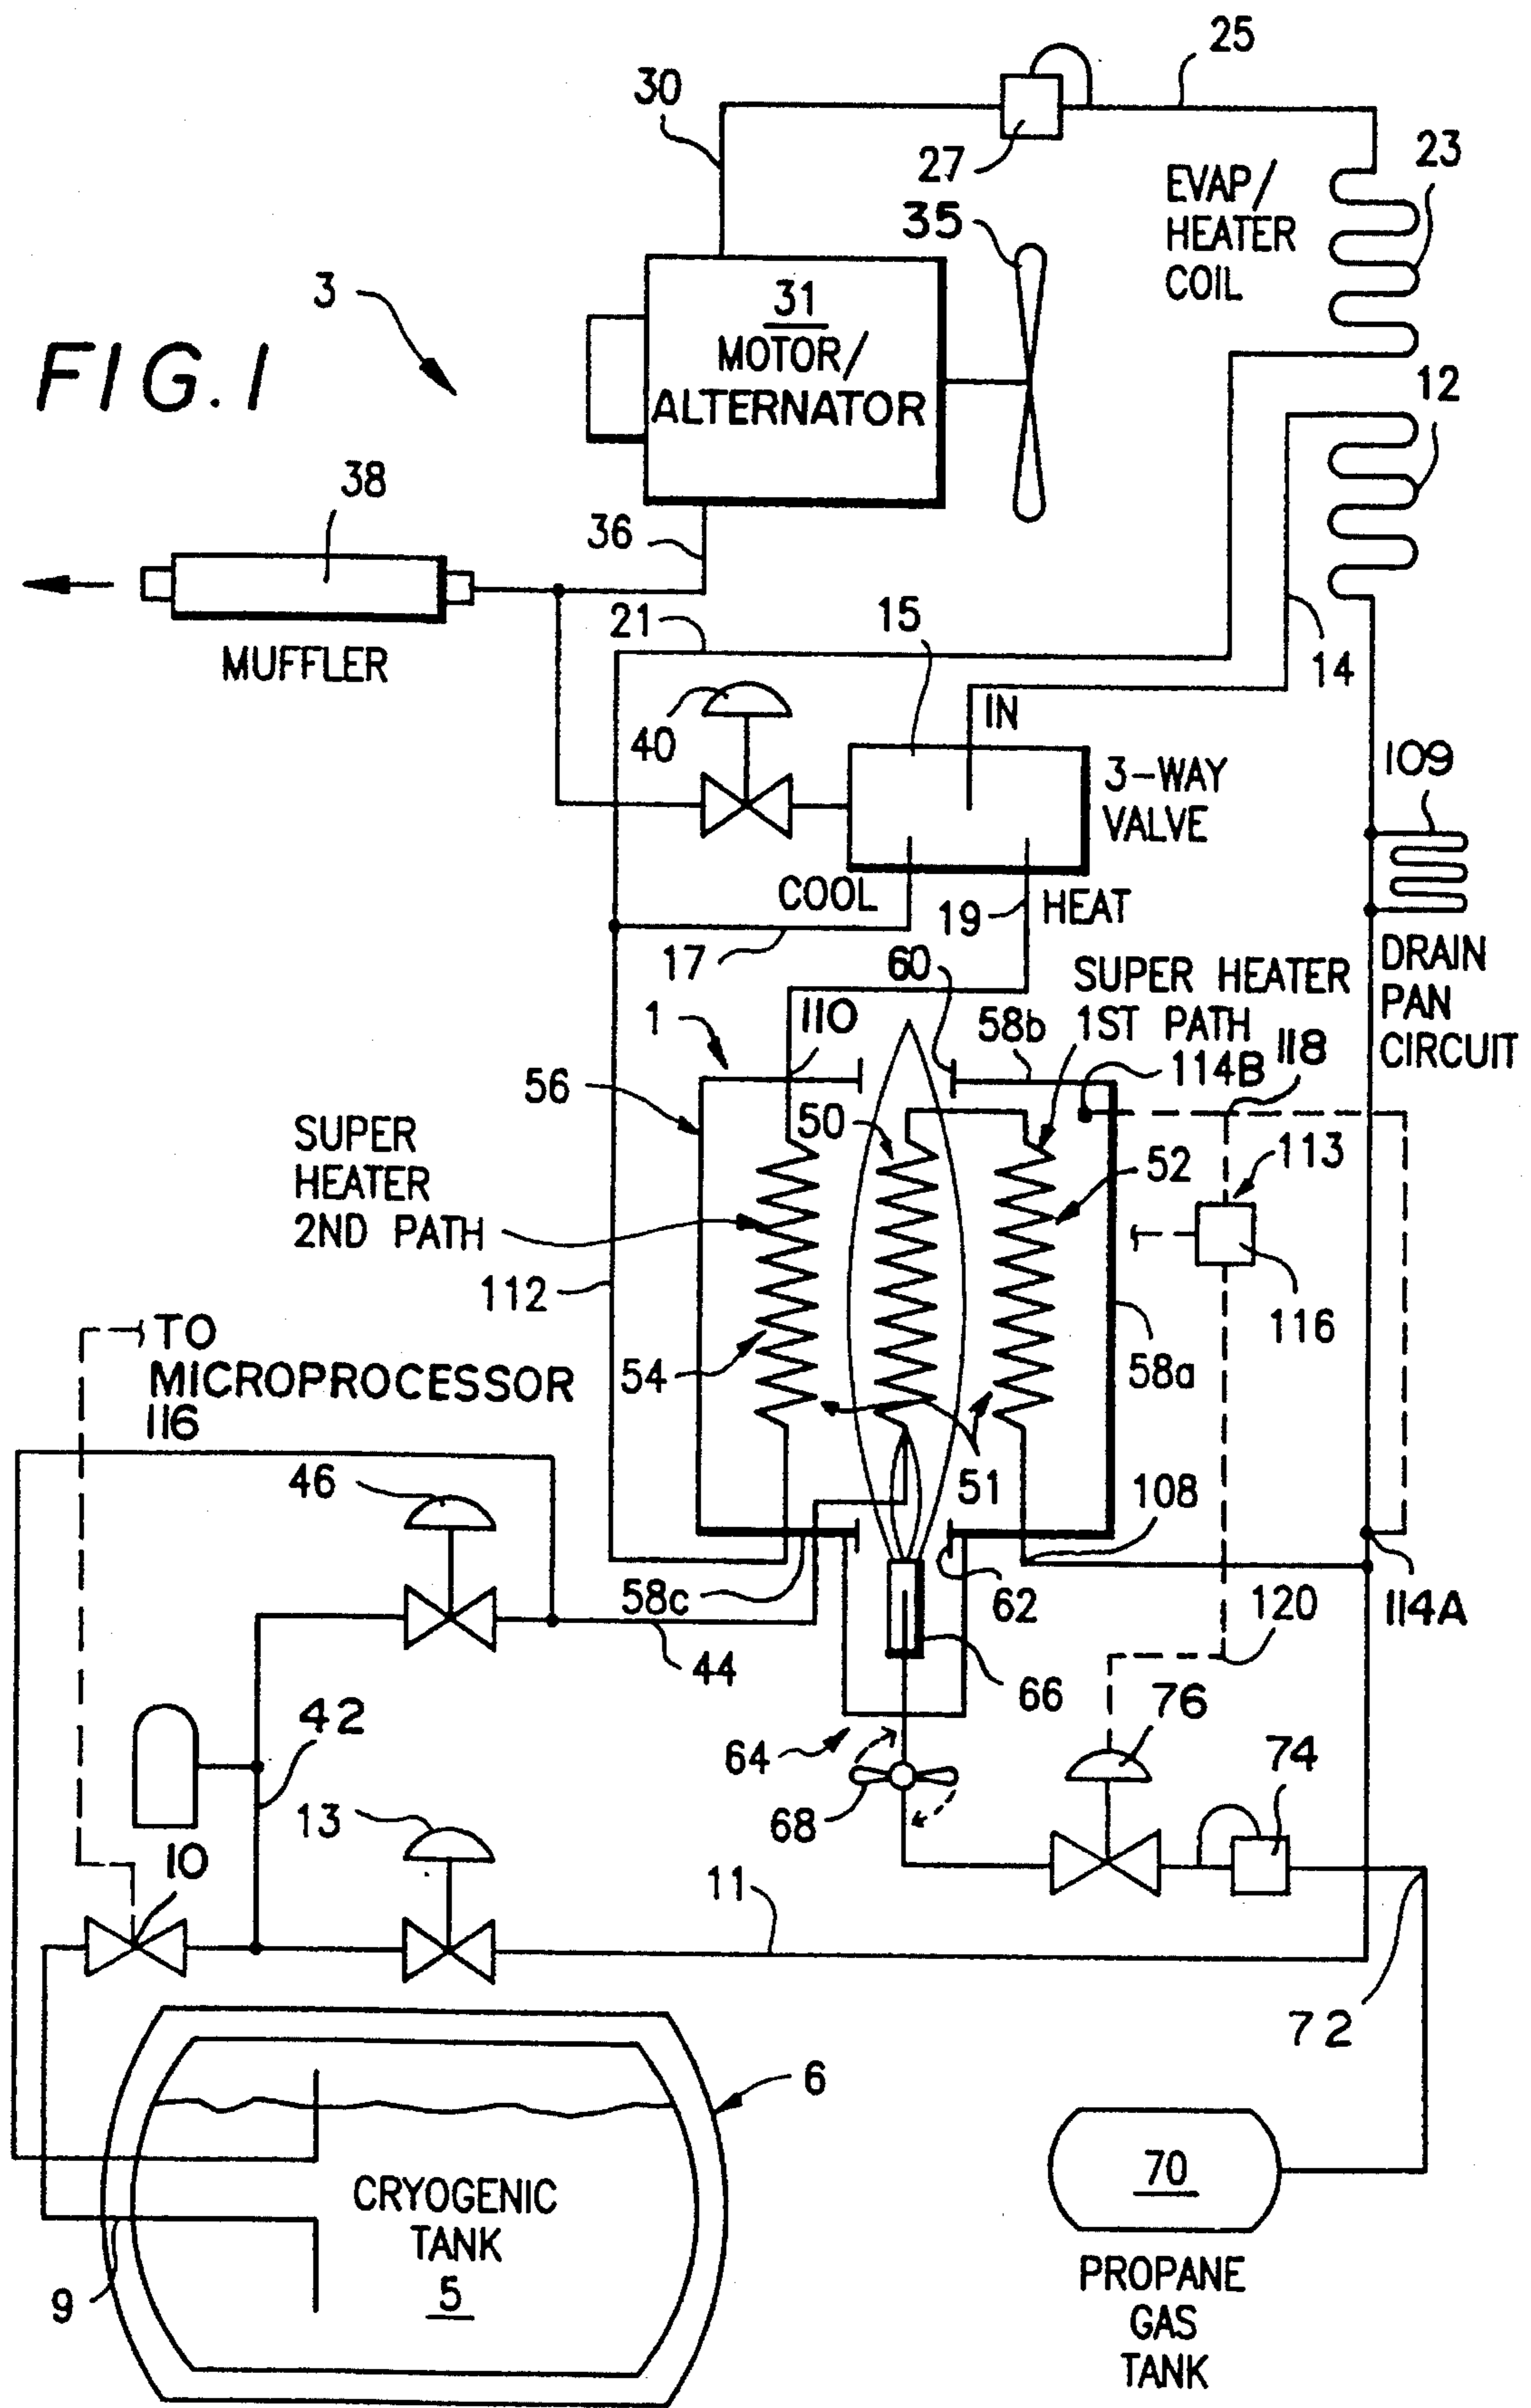 25
30
27
23
EVAP/
HEATER
COIL
35
3
FIG. 1
31
MOTOR/
ALTERNATOR
12
38
36
MUFFLER
21
15
14
40
IN
3-WAY
VALVE
109
COOL
19
HEAT
17
60
DRAIN
PAN
CIRCUIT
SUPER HEATER
1ST PATH
1
110
58b
118
114B
56
50
SUPER
HEATER
2ND PATH
52
113
112
116
TO
MICROPROCESSOR
116
54
58a
46
51
108
58c
62
114A
44
120
66
42
76
64
74
13
68
10
11
72
6
CRYOGENIC
TANK
5
70
9
PROPANE
GAS
TANK